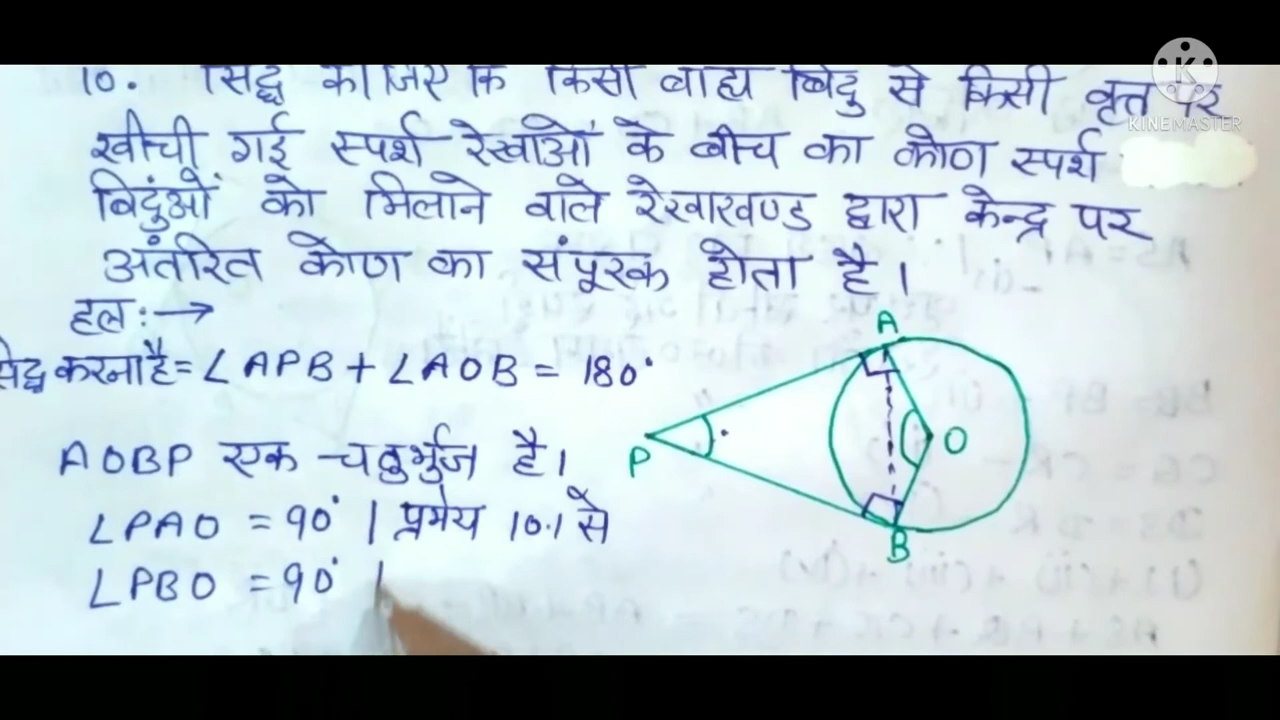 10. सिद्ध कीजिए कि किसी बाह्य बिंदु से किसी वृत्त पर
खींची गई स्पर्श रेखाओं के बीच का कोण स्पर्श
बिदुंओं को मिलाने वाले रेखाखण्ड द्वारा केन्द्र पर
अंतरित कोण का संपूरक होता है।
हल:→
सिद्ध करना है = ∠APB + ∠AOB = 180°
AOBP एक चतुर्भुज है।
∠PAO = 90° | प्रमेय 10.1 से
∠PBO = 90° |
A
P
O
B
K
KINEMASTER